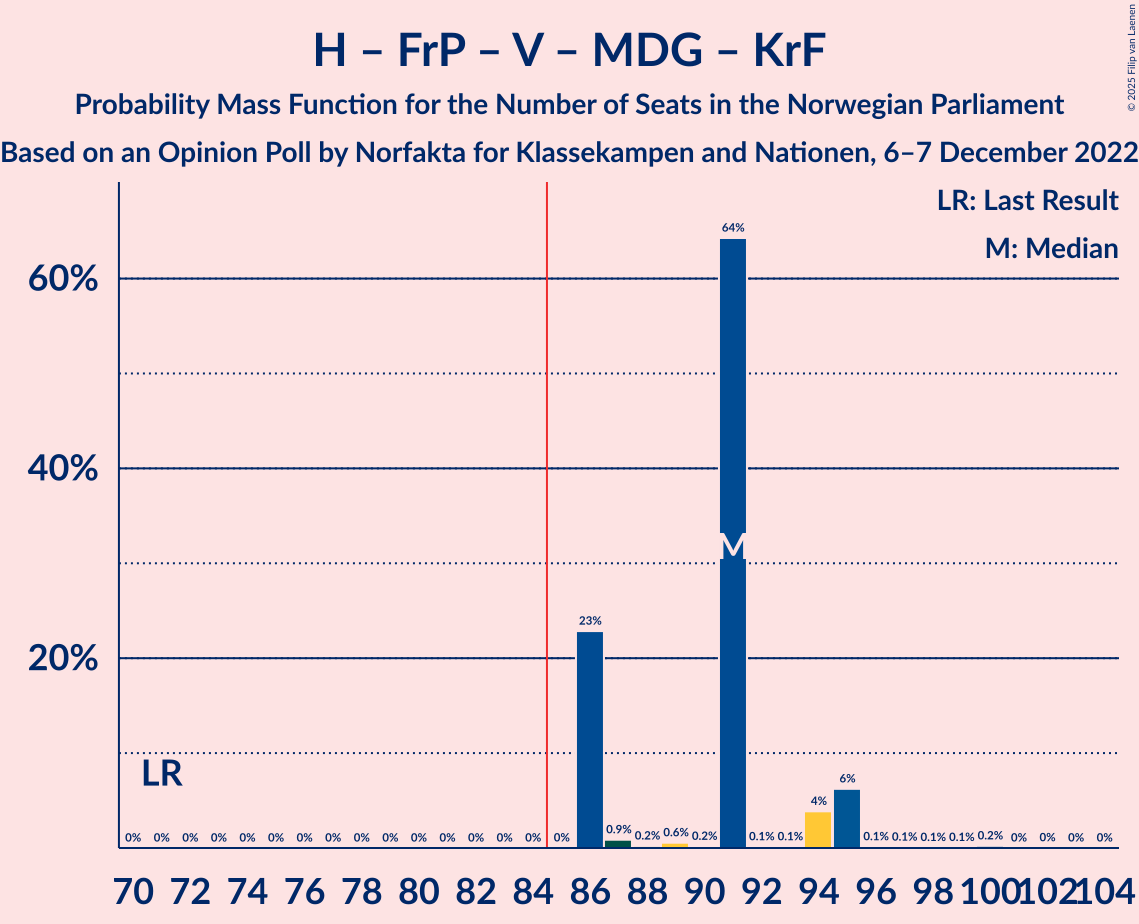 H – FrP – V – MDG – KrF
Probability Mass Function for the Number of Seats in the Norwegian Parliament
Based on an Opinion Poll by Norfakta for Klassekampen and Nationen, 6–7 December 2022
© 2025 Filip van Laenen
LR: Last Result
M: Median
64%
60%
40%
M
23%
20%
LR
6%
4%
0% 0% 0% 0% 0% 0% 0% 0% 0% 0% 0% 0% 0% 0% 0% 0% 0.9% 0.2% 0.6% 0.2% 0.1% 0.1% 0.1% 0.1% 0.1% 0.1% 0.2% 0% 0% 0% 0%
70 72 74 76 78 80 82 84 86 88 90 92 94 96 98 100 102 104